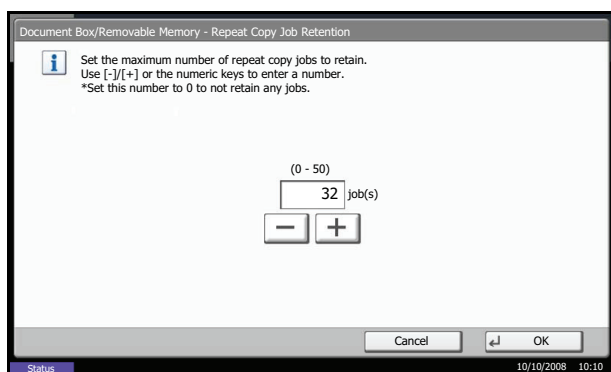 Document Box/Removable Memory - Repeat Copy Job Retention
Set the maximum number of repeat copy jobs to retain.
Use [-]/[+] or the numeric keys to enter a number.
*Set this number to 0 to not retain any jobs.
(0 - 50)
32 job(s)
Cancel OK
Status 10/10/2008 10:10